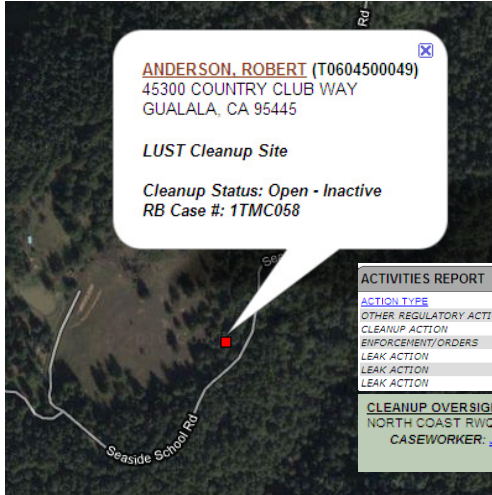 Rd
ANDERSON, ROBERT (T0604500049)
45300 COUNTRY CLUB WAY
GUALALA, CA 95445
LUST Cleanup Site
Cleanup Status: Open - Inactive
RB Case #: 1TMC058
Seaside School Rd
ACTIVITIES REPORT
ACTION TYPE
OTHER REGULATORY ACTI
CLEANUP ACTION
ENFORCEMENT/ORDERS
LEAK ACTION
LEAK ACTION
LEAK ACTION
CLEANUP OVERSIG
NORTH COAST RWQ
CASEWORKER: